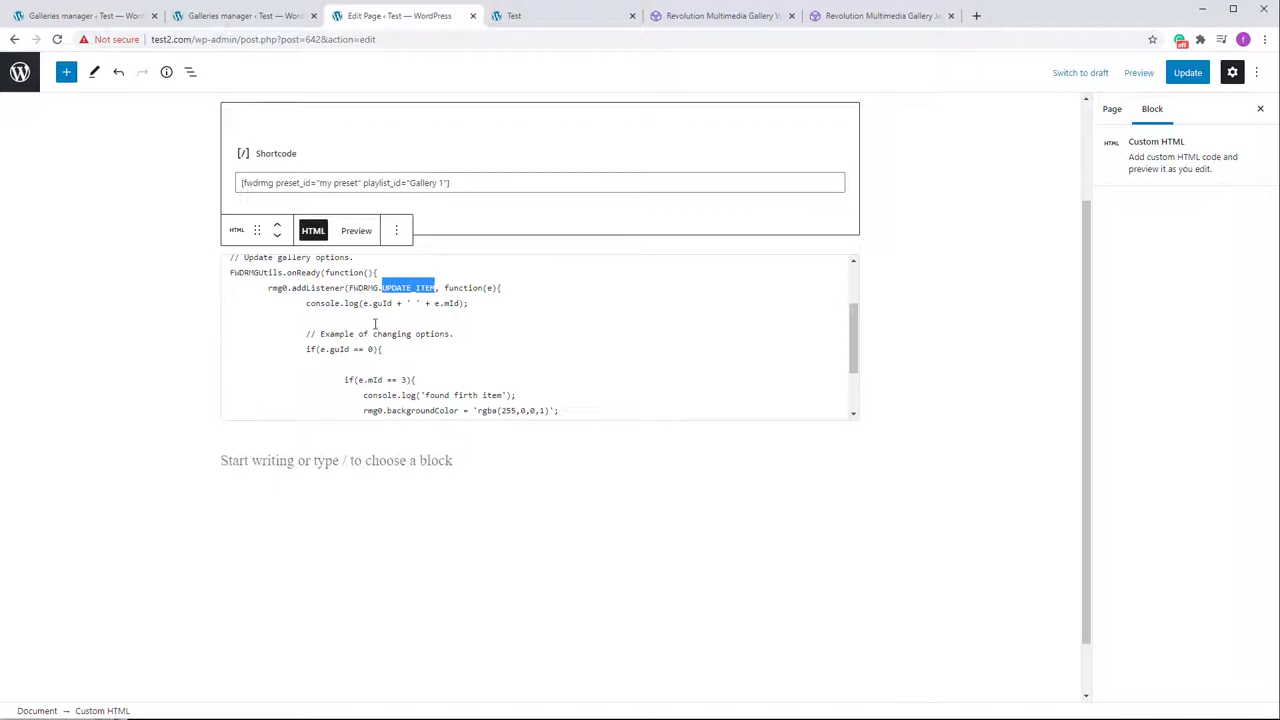 Galleries manager ‹ Test — Wor
Galleries manager ‹ Test — Wor
Edit Page ‹ Test — WordPress
Test
Revolution Multimedia Gallery
Revolution Multimedia Gallery
Not secure
test2.com/wp-admin/post.php?post=642&action=edit
off
f
Switch to draft
Preview
Update
Page
Block
[/] Shortcode
HTML
Custom HTML
Add custom HTML code and
preview it as you edit.
[fwdrmg preset_id="my preset" playlist_id="Gallery 1"]
HTML
HTML
Preview
// Update gallery options.
FWDRMGUtils.onReady(function(){
rmg0.addListener(FWDRMG.UPDATE_ITEM, function(e){
console.log(e.guId + ' ' + e.mId);
// Example of changing options.
if(e.guId == 0){
if(e.mId == 3){
console.log('found firth item');
rmg0.backgroundColor = 'rgba(255,0,0,1)';
Start writing or type / to choose a block
Document → Custom HTML